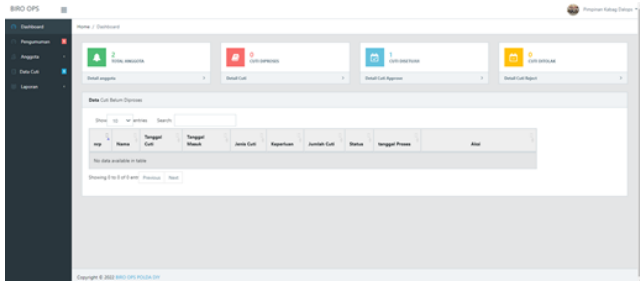 BIRO OPS
Pimpinan Kabag Dalops
Dashboard
Home / Dashboard
Pengumuman
Anggota
Data Cuti
Laporan
2
TOTAL ANGGOTA
Detail anggota
0
CUTI DIPROSES
Detail Cuti
1
CUTI DISETUJUI
Detail Cuti Approve
0
CUTI DITOLAK
Detail Cuti Reject
Data Cuti Belum Diproses
Show 10 entries Search:
nrp Nama Tanggal Cuti Tanggal Masuk Jenis Cuti Keperluan Jumlah Cuti Status tanggal Proses Aksi
No data available in table
Showing 0 to 0 of 0 entri Previous Next
Copyright © 2022 BIRO OPS POLDA DIY